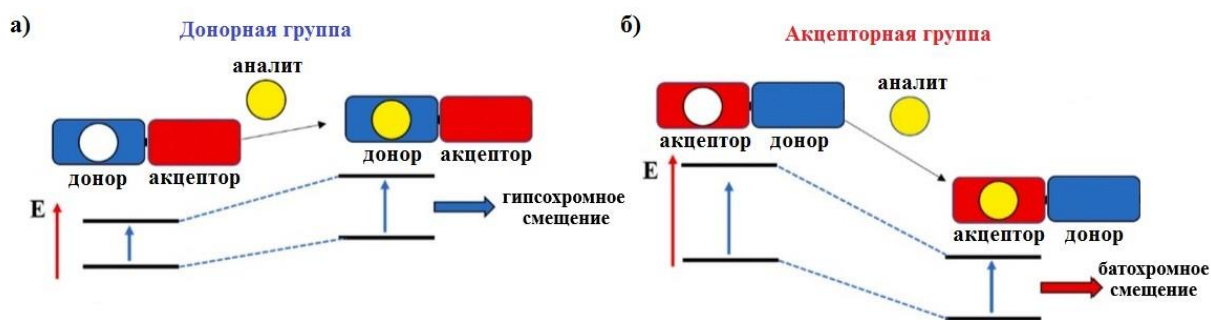 а)
Донорная группа
аналит
донор
акцептор
донор
акцептор
E
гипсохромное
смещение
б)
Акцепторная группа
аналит
акцептор
донор
E
акцептор
донор
батохромное
смещение